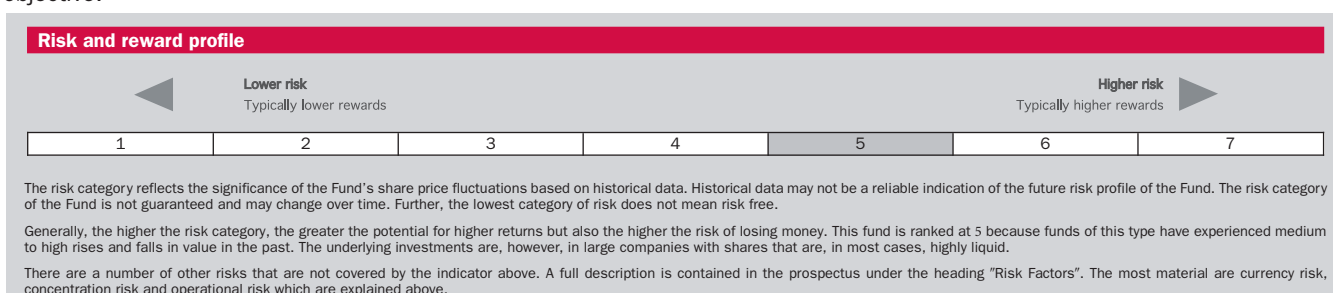 objective.
Risk and reward profile
Lower risk
Typically lower rewards
Higher risk
Typically higher rewards
1 2 3 4 5 6 7
The risk category reflects the significance of the Fund's share price fluctuations based on historical data. Historical data may not be a reliable indication of the future risk profile of the Fund. The risk category
of the Fund is not guaranteed and may change over time. Further, the lowest category of risk does not mean risk free.
Generally, the higher the risk category, the greater the potential for higher returns but also the higher the risk of losing money. This fund is ranked at 5 because funds of this type have experienced medium
to high rises and falls in value in the past. The underlying investments are, however, in large companies with shares that are, in most cases, highly liquid.
There are a number of other risks that are not covered by the indicator above. A full description is contained in the prospectus under the heading "Risk Factors". The most material are currency risk,
concentration risk and operational risk which are explained above.